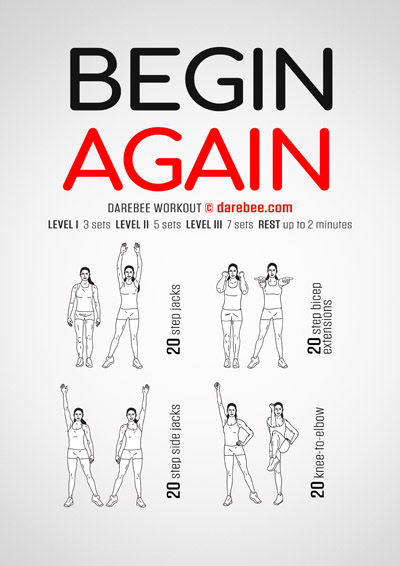 BEGIN
AGAIN
DAREBEE WORKOUT © darebee.com
LEVEL I 3 sets LEVEL II 5 sets LEVEL III 7 sets REST up to 2 minutes
20 step jacks
20 step bicep
extensions
20 step side jacks
20 knee-to-elbow